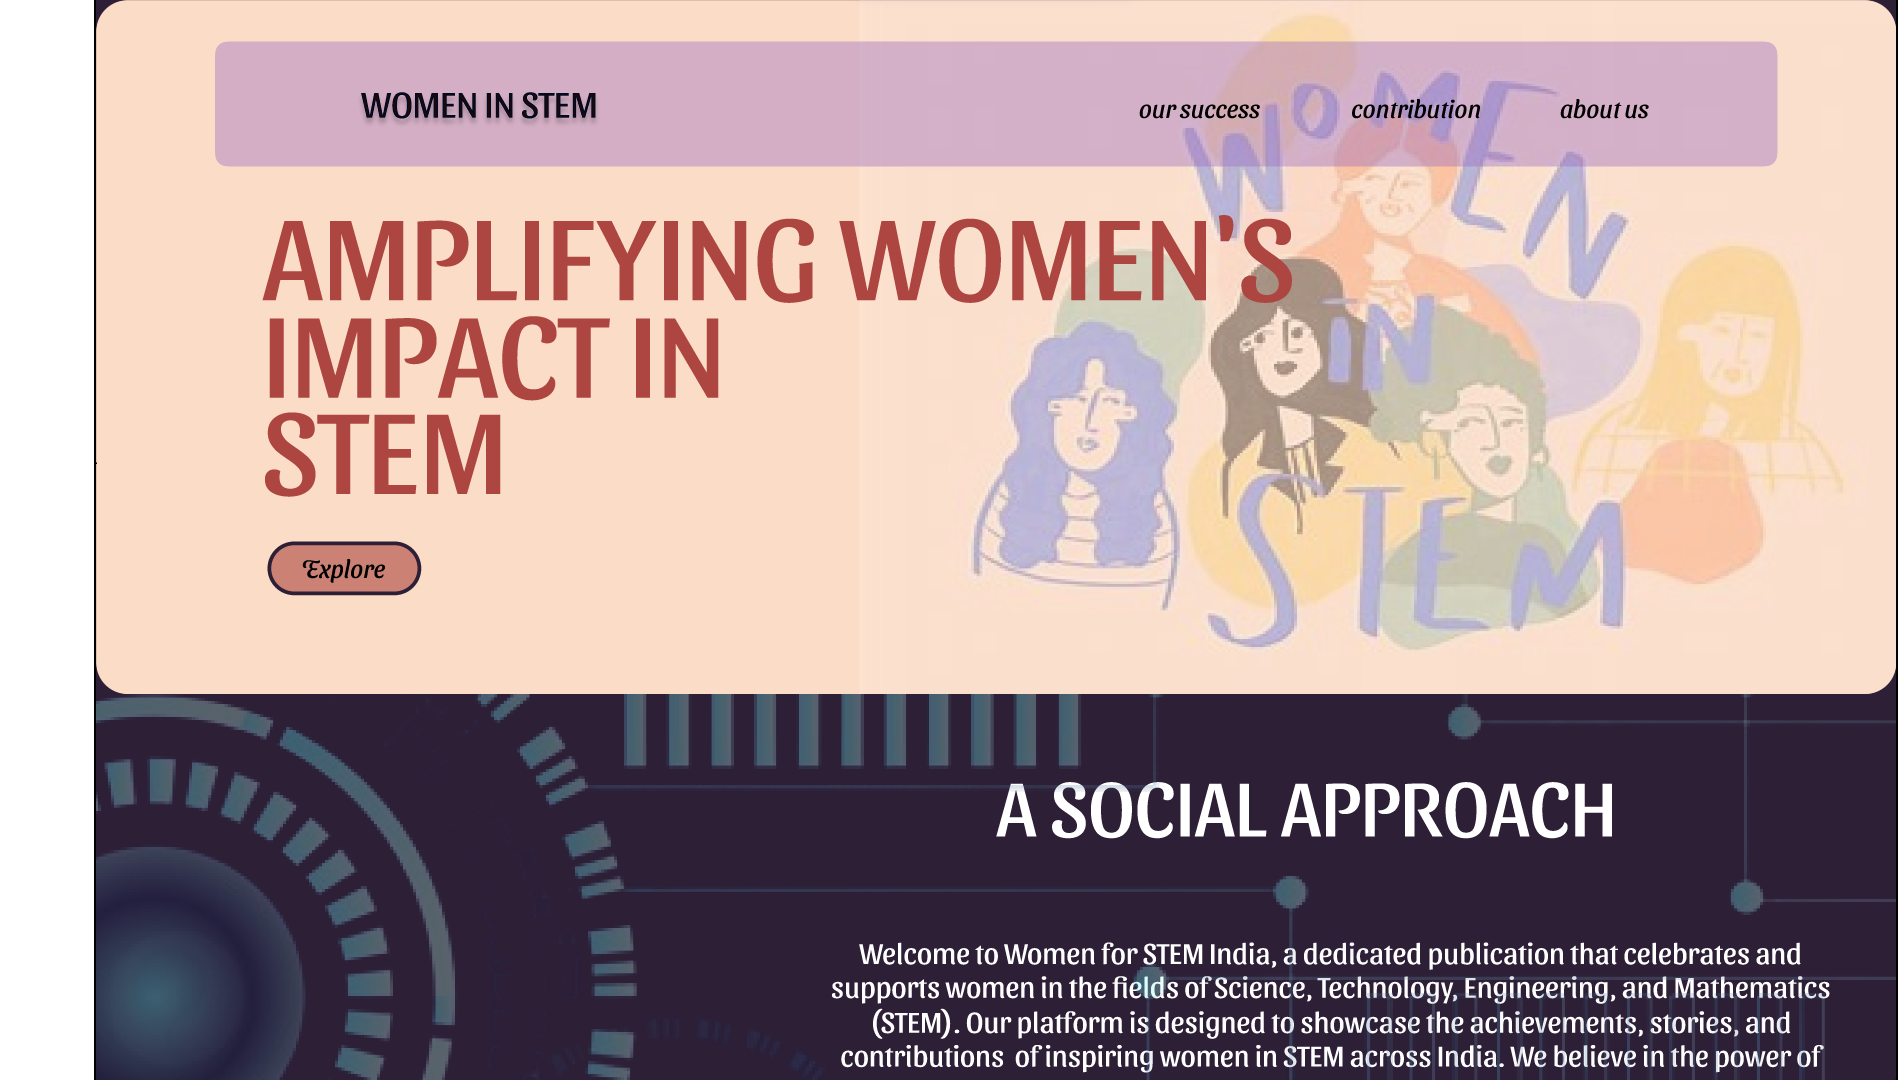 WOMEN IN STEM
our success
contribution
about us
WOMEN
IN
STEM
AMPLIFYING WOMEN'S
IMPACT IN
STEM
Explore
A SOCIAL APPROACH
Welcome to Women for STEM India, a dedicated publication that celebrates and
supports women in the fields of Science, Technology, Engineering, and Mathematics
(STEM). Our platform is designed to showcase the achievements, stories, and
contributions  of inspiring women in STEM across India. We believe in the power of